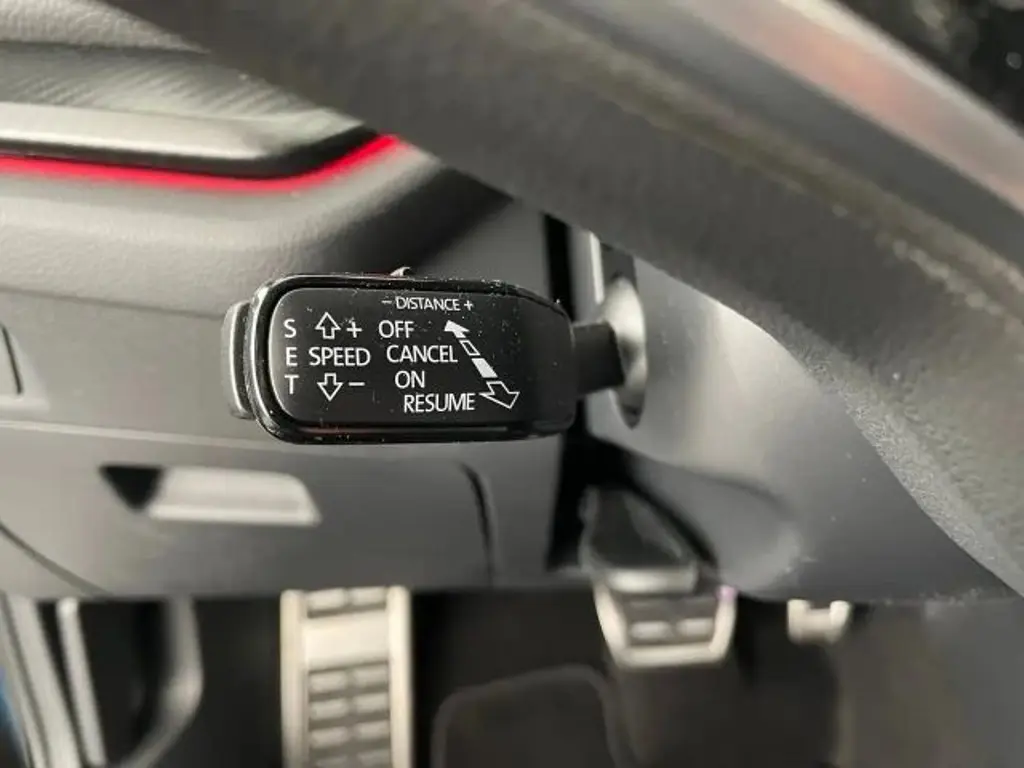 – DISTANCE +
S + OFF
E SPEED CANCEL
T – ON
RESUME